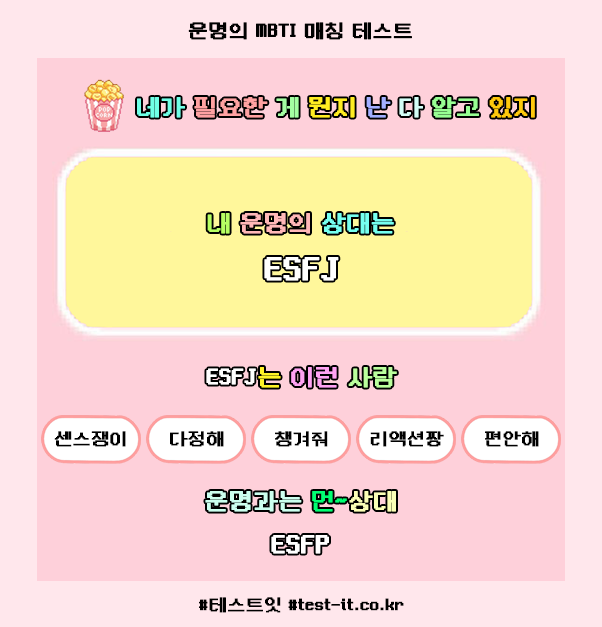 운명의 MBTI 매칭 테스트
POP CORN
네가 필요한 게 뭔지 난 다 알고 있지
내 운명의 상대는
ESFJ
ESFJ는 이런 사람
센스쟁이 다정해 챙겨줘 리액션짱 편안해
운명과는 먼~상대
ESFP
#테스트잇 #test-it.co.kr